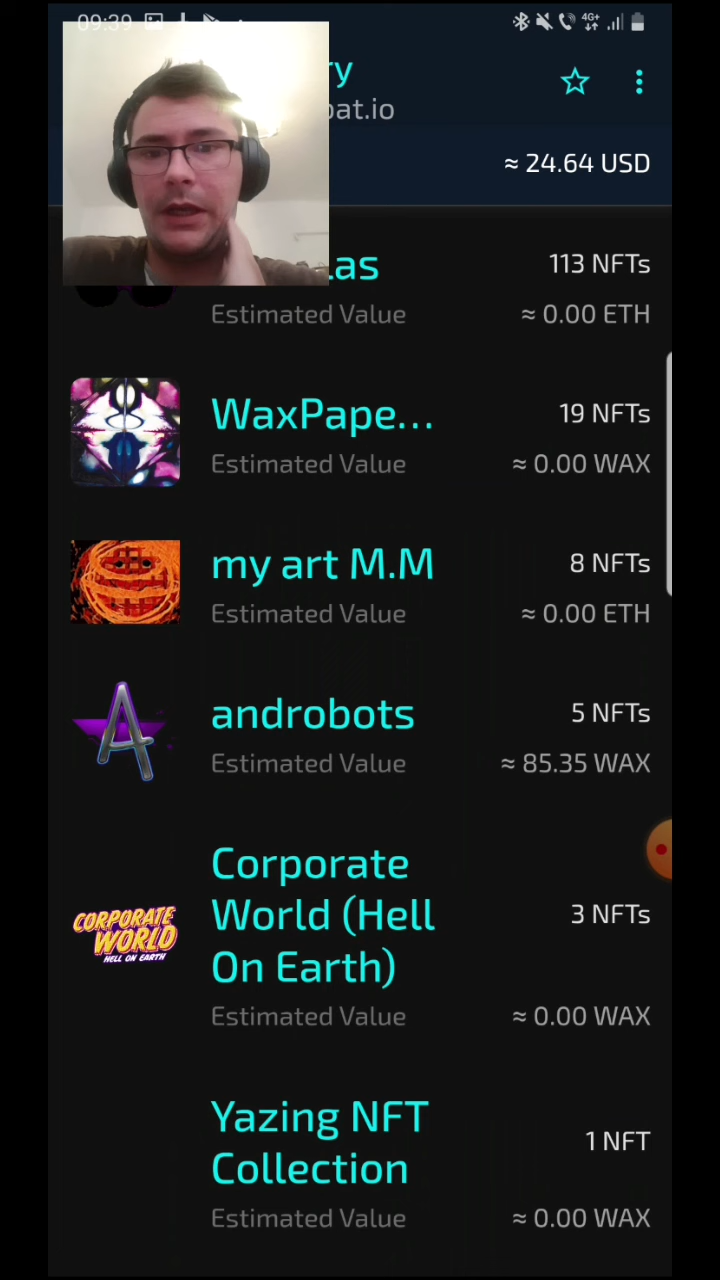 09:39
4G+
ry
bat.io
≈ 24.64 USD
las 113 NFTs
Estimated Value ≈ 0.00 ETH
WaxPape... 19 NFTs
Estimated Value ≈ 0.00 WAX
my art M.M 8 NFTs
Estimated Value ≈ 0.00 ETH
A
androbots 5 NFTs
Estimated Value ≈ 85.35 WAX
CORPORATE
WORLD
HELL ON EARTH
Corporate
World (Hell
On Earth)
3 NFTs
Estimated Value ≈ 0.00 WAX
Yazing NFT
Collection
1 NFT
Estimated Value ≈ 0.00 WAX